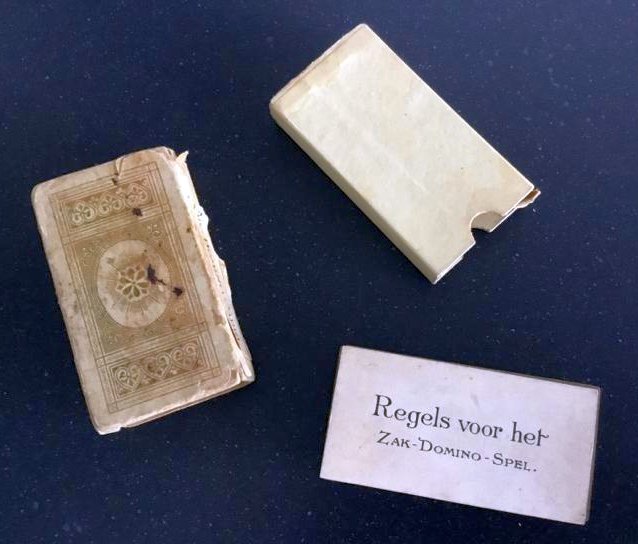 Regels voor het
ZAK-DOMINO-SPEL.